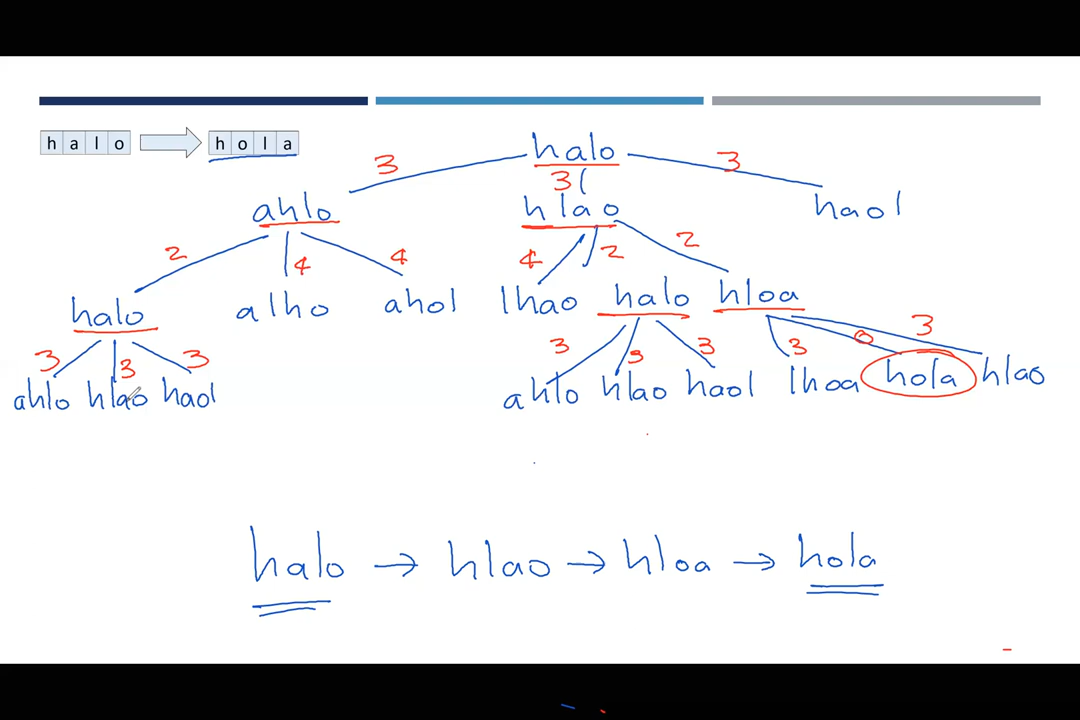 h a l o h o l a
halo
3 3 3
ahlo hlao haol
2 4 4 4 2 2
halo alho ahol lhao halo hloa
3 3 3 3 3 3 3 0 3
ahlo hlao haol ahlo hlao haol lhoa hola hlao
halo → hlao → hloa → hola